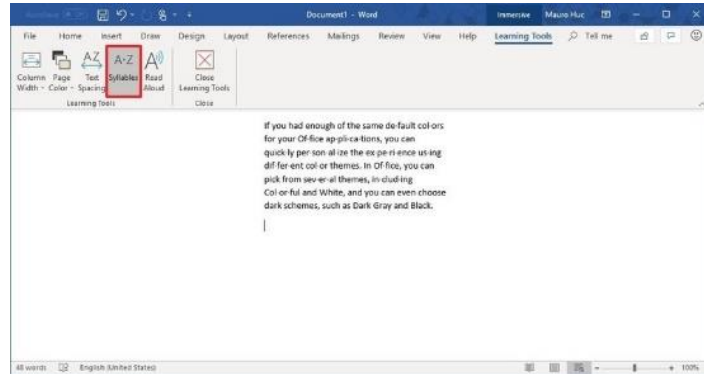 Document1 - Word
Immersive
Mauro Huc
File Home Insert Draw Design Layout References Mailings Review View Help Learning Tools Tell me
Column Width
Page Color
Text Spacing
Syllables
Read Aloud
Close Learning Tools
Learning Tools
Close
If you had enough of the same de·fault col·ors
for your Of·fice ap·pli·ca·tions, you can
quick·ly per·son·al·ize the ex·pe·ri·ence us·ing
dif·fer·ent col·or themes. In Of·fice, you can
pick from sev·er·al themes, in·clud·ing
Col·or·ful and White, and you can even choose
dark schemes, such as Dark Gray and Black.
48 words
English (United States)
100%